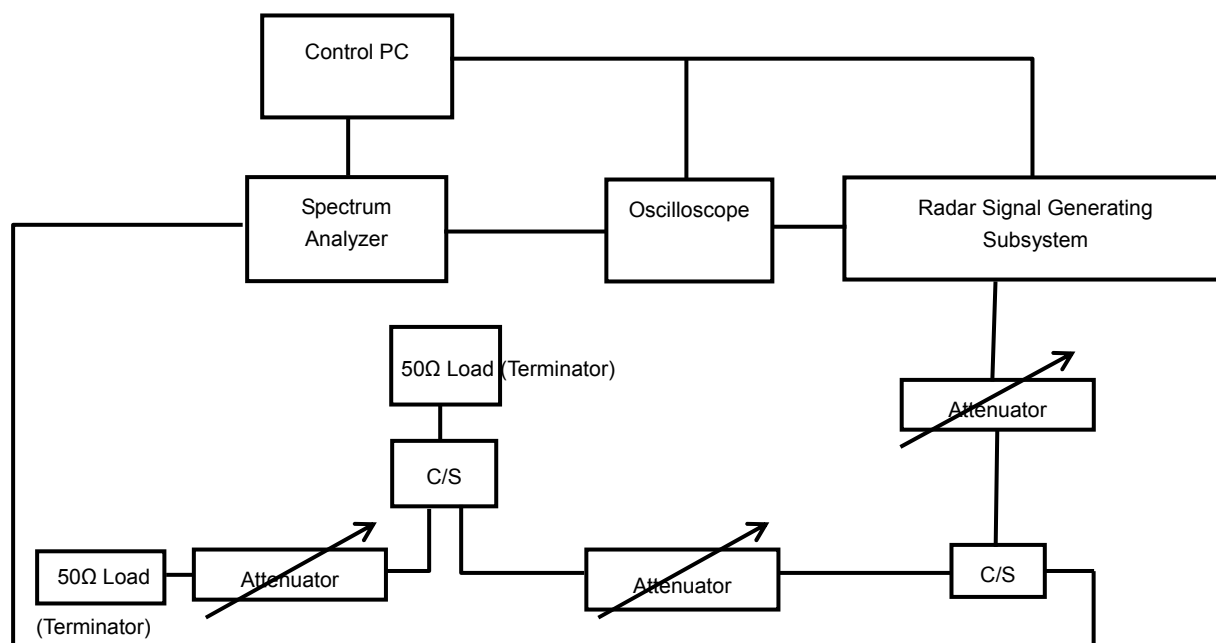 Control PC
Spectrum
Analyzer
Oscilloscope
Radar Signal Generating
Subsystem
50Ω Load (Terminator)
Attenuator
C/S
50Ω Load
(Terminator)
Attenuator
Attenuator
C/S